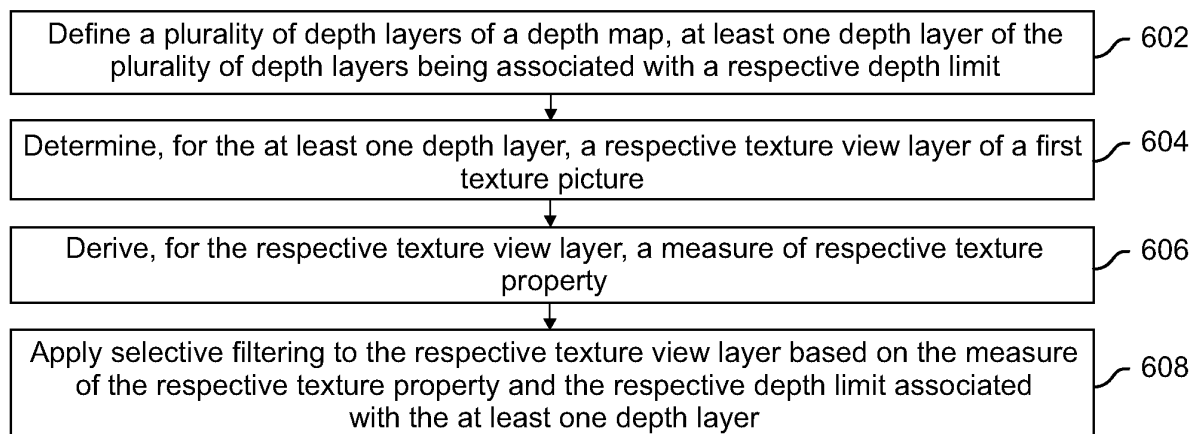 Define a plurality of depth layers of a depth map, at least one depth layer of the
plurality of depth layers being associated with a respective depth limit
602
Determine, for the at least one depth layer, a respective texture view layer of a first
texture picture
604
Derive, for the respective texture view layer, a measure of respective texture
property
606
Apply selective filtering to the respective texture view layer based on the measure
of the respective texture property and the respective depth limit associated
with the at least one depth layer
608